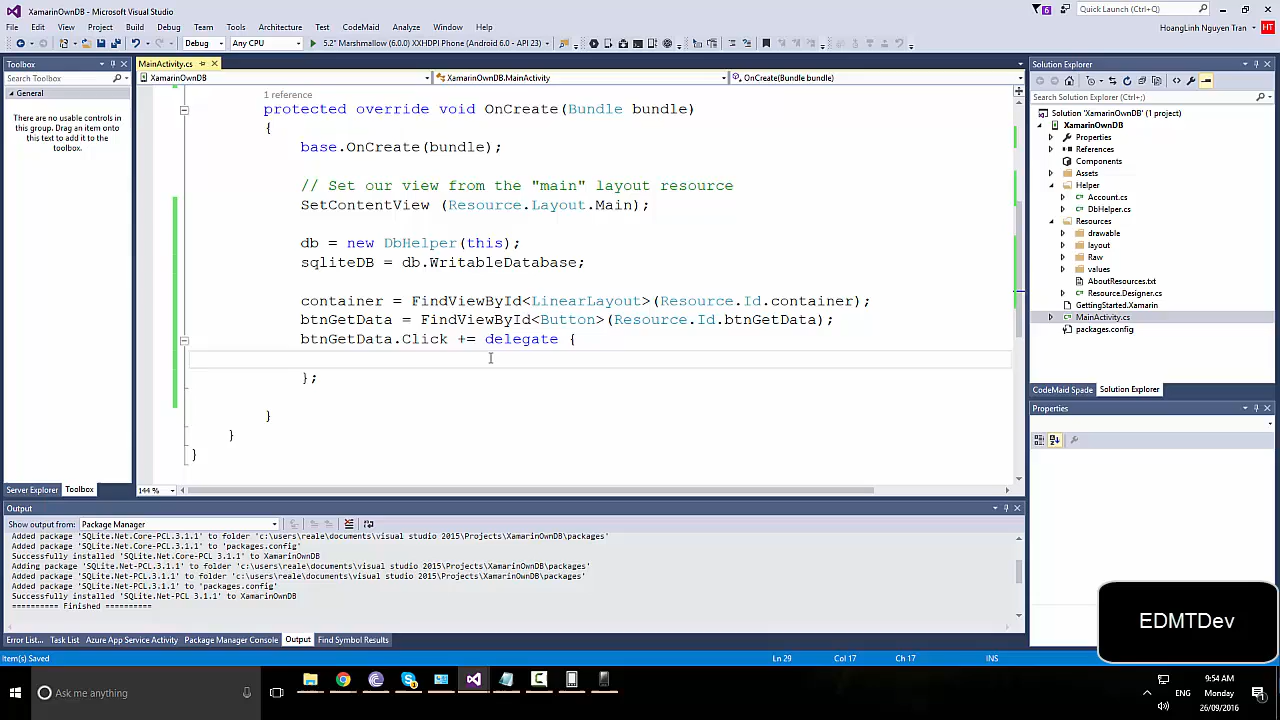 XamarinOwnDB - Microsoft Visual Studio
6
Quick Launch (Ctrl+Q)
File Edit View Project Build Debug Team Tools Architecture Test CodeMaid Analyze Window Help
HoangLinh Nguyen Tran HT
Debug Any CPU 5.2" Marshmallow (6.0.0) XXHDPI Phone (Android 6.0 - API 23)
Toolbox
MainActivity.cs
Solution Explorer
Search Toolbox
XamarinOwnDB
XamarinOwnDB.MainActivity
OnCreate(Bundle bundle)
General
There are no usable controls in
this group. Drag an item onto
this text to add it to the
toolbox.
1 reference
protected override void OnCreate(Bundle bundle)
{
base.OnCreate(bundle);
// Set our view from the "main" layout resource
SetContentView (Resource.Layout.Main);
db = new DbHelper(this);
sqliteDB = db.WritableDatabase;
container = FindViewById<LinearLayout>(Resource.Id.container);
btnGetData = FindViewById<Button>(Resource.Id.btnGetData);
btnGetData.Click += delegate {
};
}
}
}
144 %
Search Solution Explorer (Ctrl+;)
Solution 'XamarinOwnDB' (1 project)
XamarinOwnDB
Properties
References
Components
Assets
Helper
Account.cs
DbHelper.cs
Resources
drawable
layout
Raw
values
AboutResources.txt
Resource.Designer.cs
GettingStarted.Xamarin
MainActivity.cs
packages.config
CodeMaid Spade Solution Explorer
Properties
Server Explorer Toolbox
Output
Show output from: Package Manager
Added package 'SQLite.Net.Core-PCL.3.1.1' to folder 'c:\users\reale\documents\visual studio 2015\Projects\XamarinOwnDB\packages'
Added package 'SQLite.Net.Core-PCL.3.1.1' to 'packages.config'
Successfully installed 'SQLite.Net.Core-PCL 3.1.1' to XamarinOwnDB
Adding package 'SQLite.Net-PCL.3.1.1' to folder 'c:\users\reale\documents\visual studio 2015\Projects\XamarinOwnDB\packages'
Added package 'SQLite.Net-PCL.3.1.1' to folder 'c:\users\reale\documents\visual studio 2015\Projects\XamarinOwnDB\packages'
Added package 'SQLite.Net-PCL.3.1.1' to 'packages.config'
Successfully installed 'SQLite.Net-PCL 3.1.1' to XamarinOwnDB
========== Finished ==========
EDMTDev
Error List... Task List Azure App Service Activity Package Manager Console Output Find Symbol Results
Item(s) Saved
Ln 29 Col 17 Ch 17 INS
Ask me anything
ENG
9:54 AM
Monday
26/09/2016
1